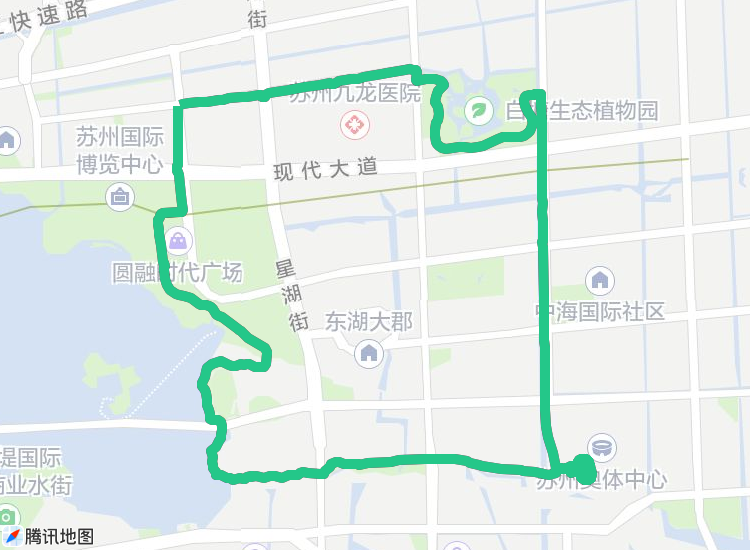 快速路
街
苏州九龙医院
白塘生态植物园
苏州国际
博览中心
现代大道
圆融时代广场
星湖街
东湖大郡
中海国际社区
堤国际
商业水街
苏州奥体中心
腾讯地图